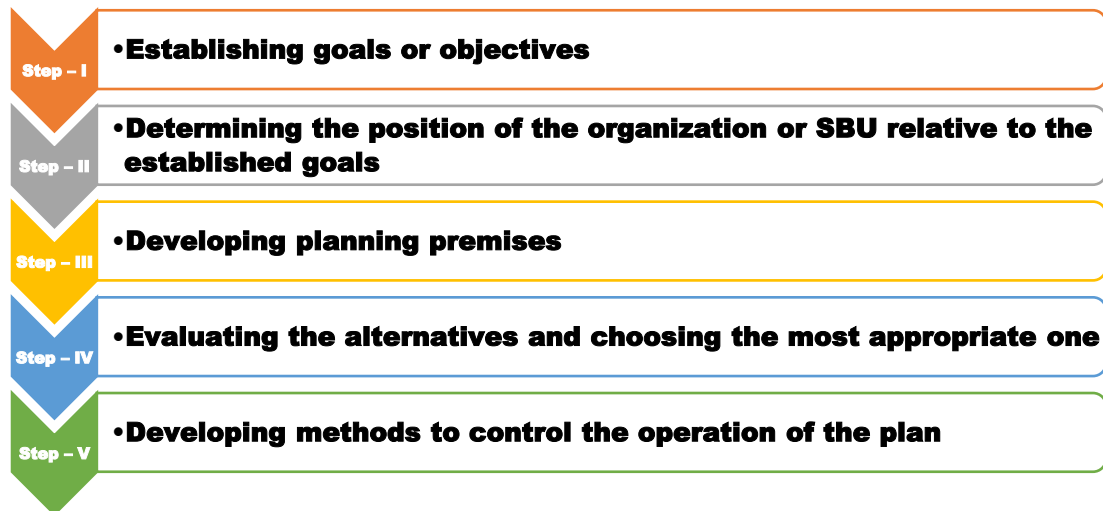 Step – I
•Establishing goals or objectives
Step – II
•Determining the position of the organization or SBU relative to the
established goals
Step – III
•Developing planning premises
Step – IV
•Evaluating the alternatives and choosing the most appropriate one
Step – V
•Developing methods to control the operation of the plan